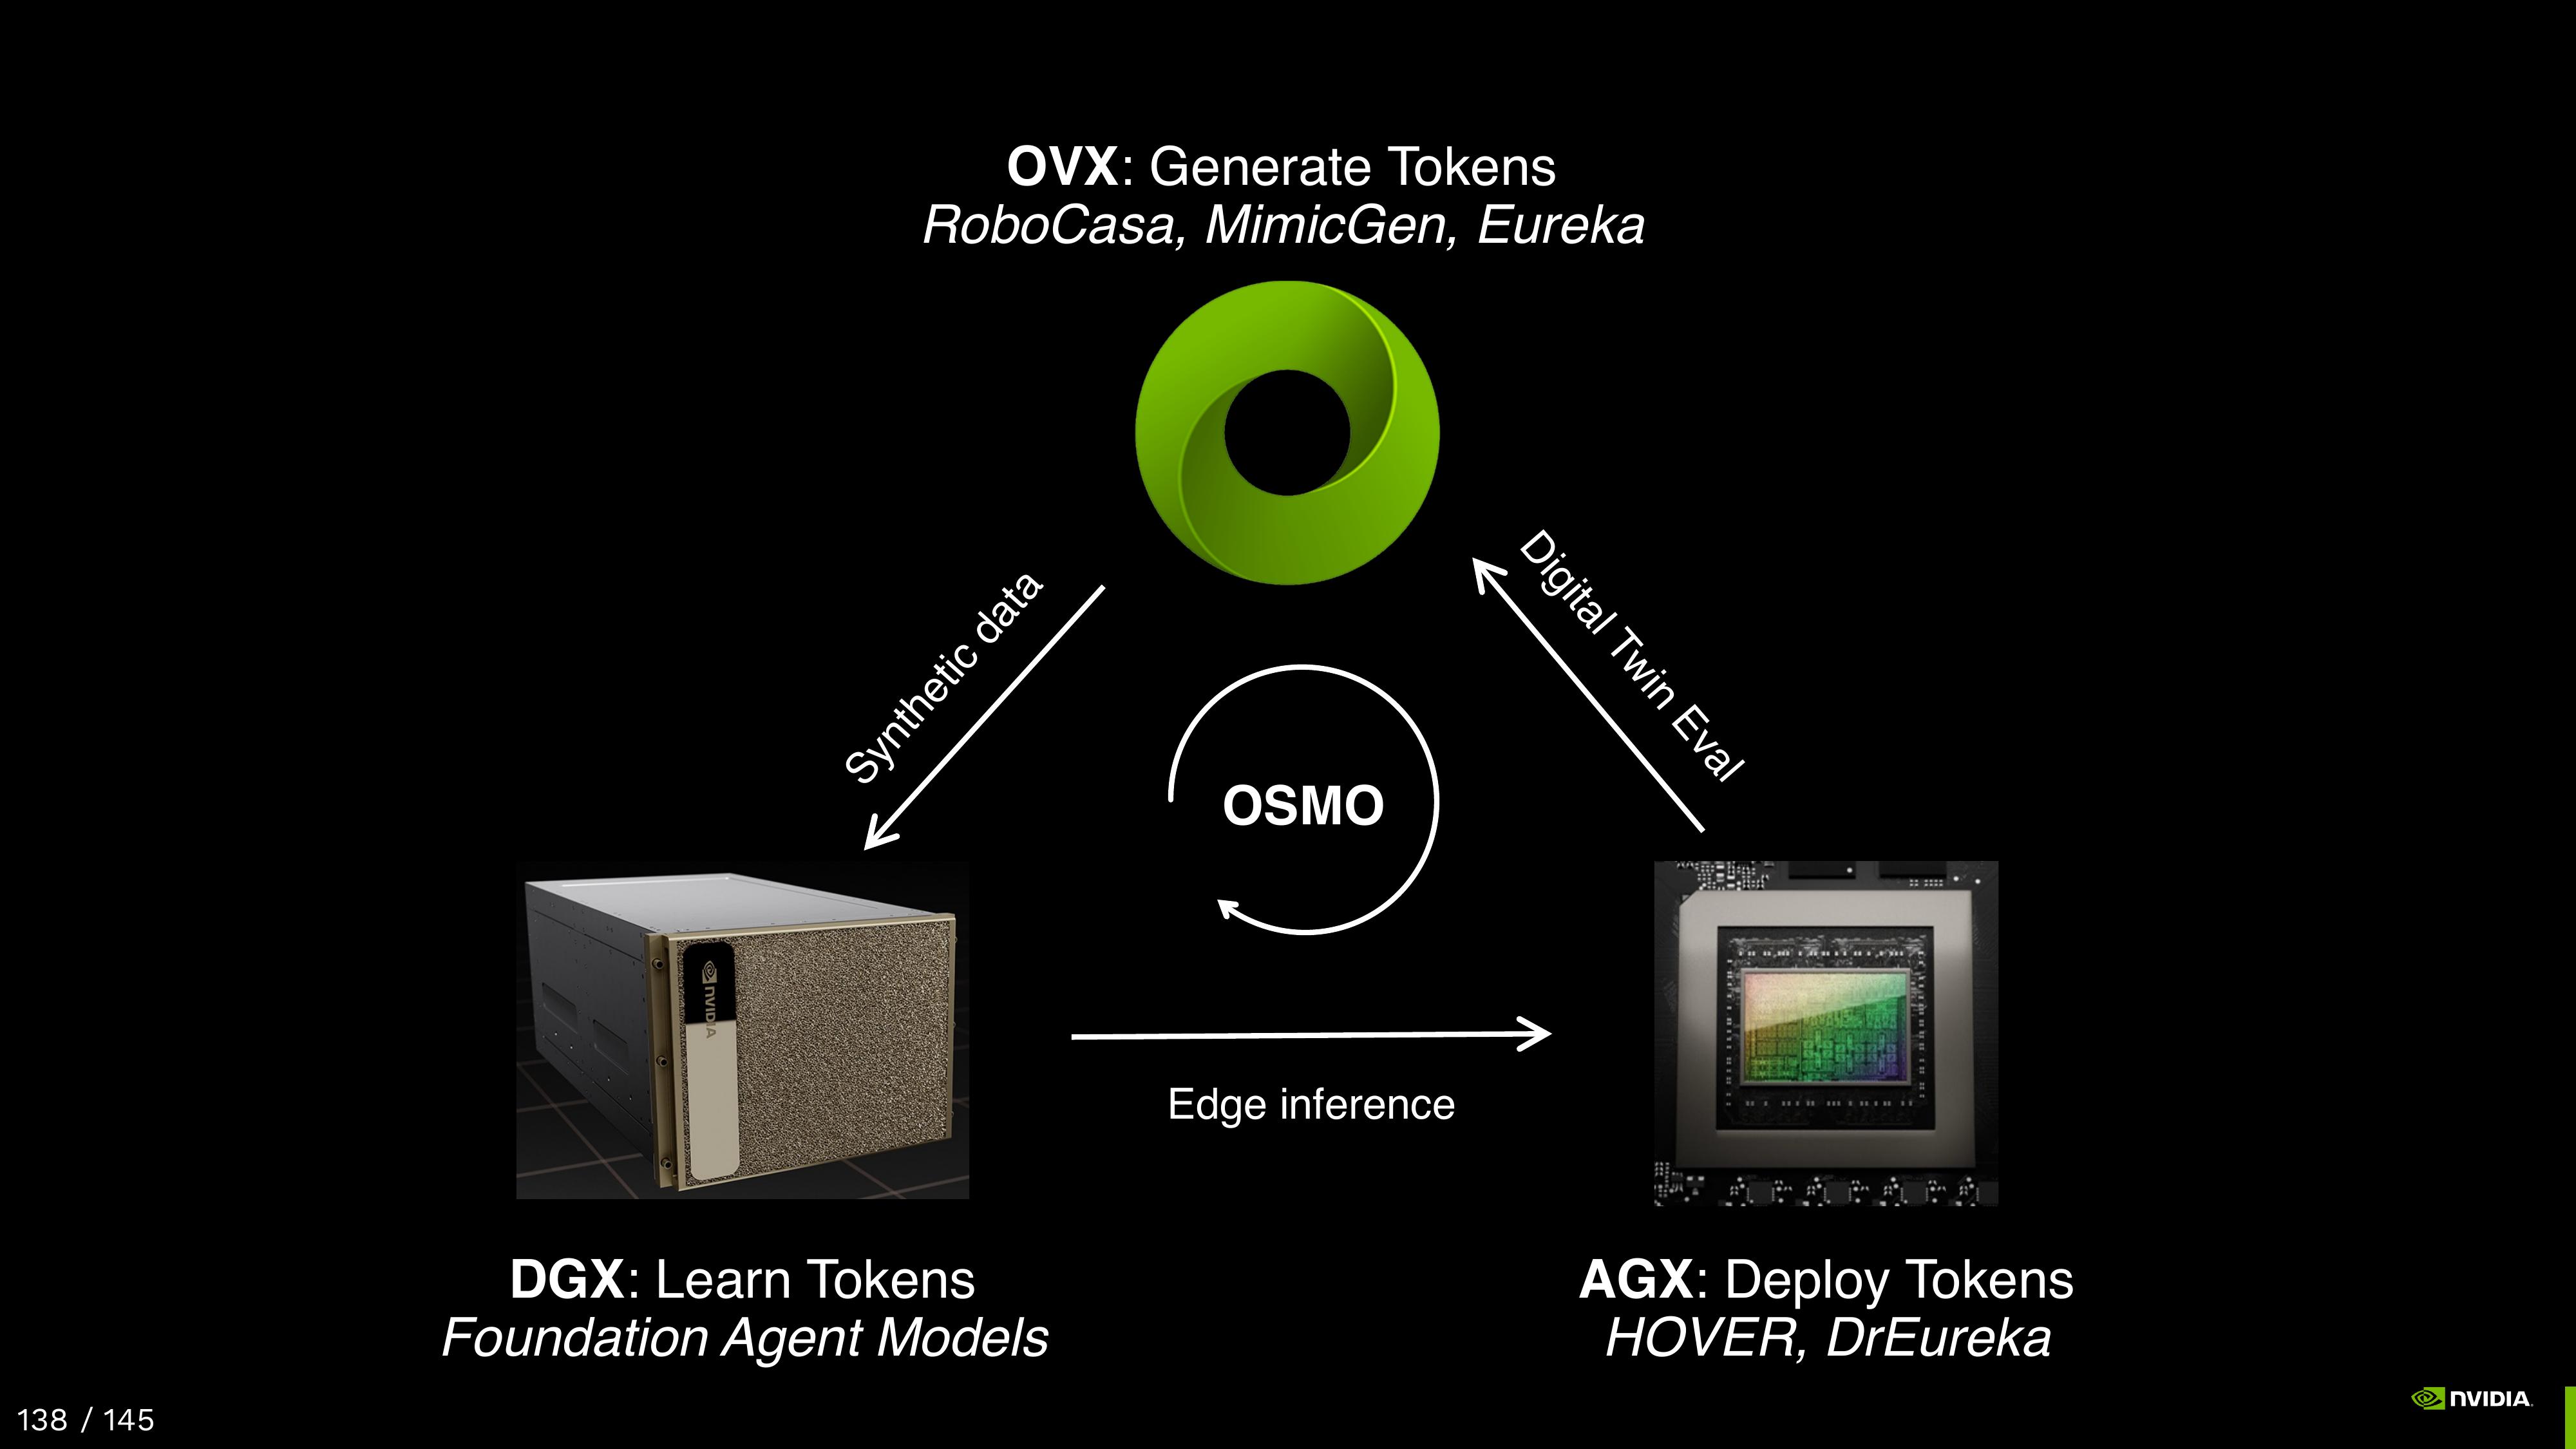 OVX: Generate Tokens
RoboCasa, MimicGen, Eureka
Synthetic data
Digital Twin Eval
OSMO
Edge inference
nVIDIA
DGX: Learn Tokens
Foundation Agent Models
AGX: Deploy Tokens
HOVER, DrEureka
138 / 145
nVIDIA.